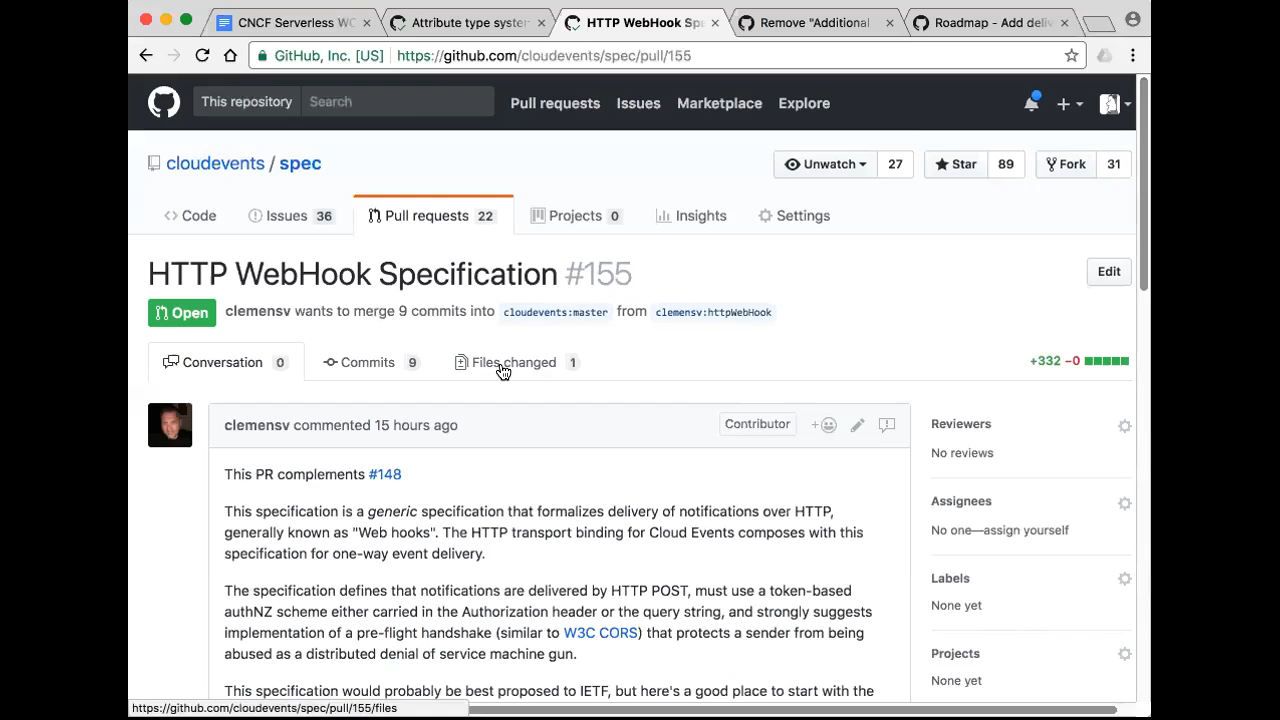 CNCF Serverless WG
Attribute type syste
HTTP WebHook Spe
Remove "Additional
Roadmap - Add deli
GitHub, Inc. [US]
https://github.com/cloudevents/spec/pull/155
This repository
Search
Pull requests
Issues
Marketplace
Explore
cloudevents / spec
Unwatch 27
Star 89
Fork 31
Code
Issues 36
Pull requests 22
Projects 0
Insights
Settings
HTTP WebHook Specification #155
Edit
Open
clemensv wants to merge 9 commits into cloudevents:master from clemensv:httpWebHook
Conversation 0
Commits 9
Files changed 1
+332 −0
clemensv commented 15 hours ago
Contributor
This PR complements #148
This specification is a generic specification that formalizes delivery of notifications over HTTP,
generally known as "Web hooks". The HTTP transport binding for Cloud Events composes with this
specification for one-way event delivery.
The specification defines that notifications are delivered by HTTP POST, must use a token-based
authNZ scheme either carried in the Authorization header or the query string, and strongly suggests
implementation of a pre-flight handshake (similar to W3C CORS) that protects a sender from being
abused as a distributed denial of service machine gun.
This specification would probably be best proposed to IETF, but here's a good place to start with the
Reviewers
No reviews
Assignees
No one—assign yourself
Labels
None yet
Projects
None yet
https://github.com/cloudevents/spec/pull/155/files